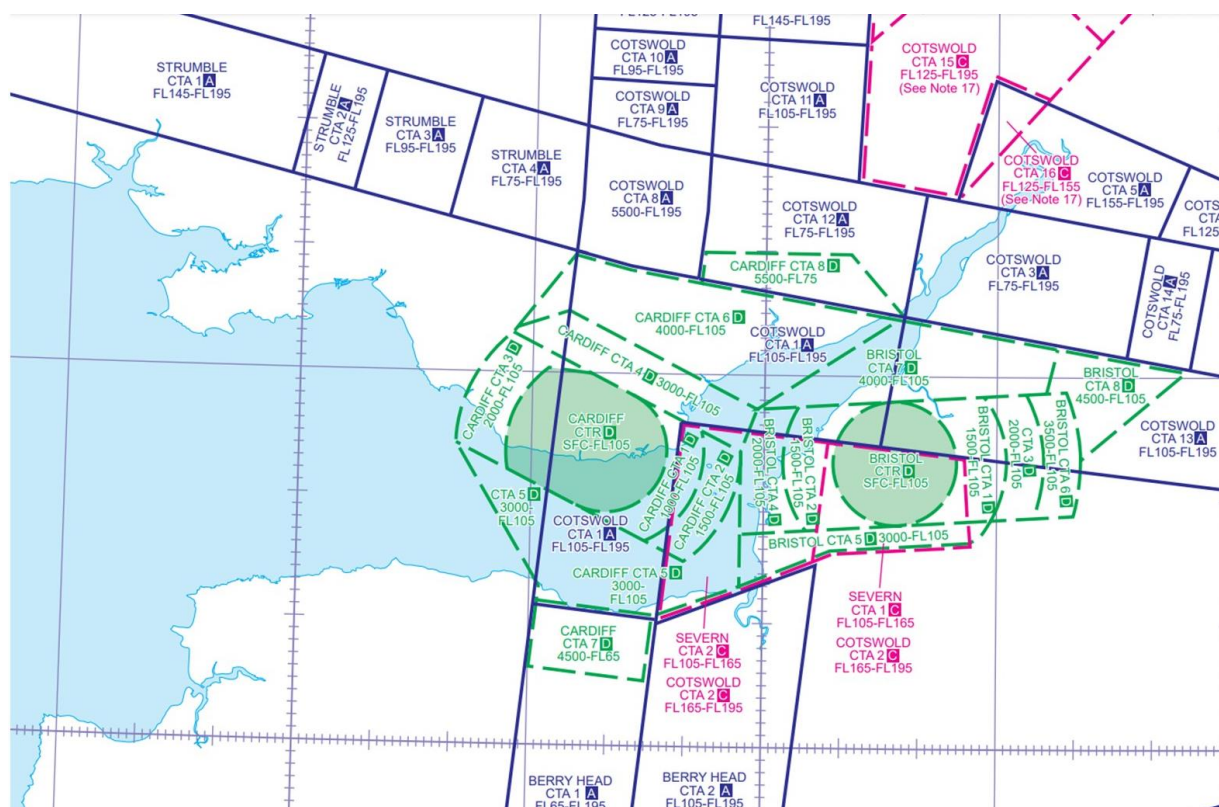 FL145-FL195
STRUMBLE
CTA 1 A
FL145-FL195
STRUMBLE
CTA 2 A
FL125-FL195
STRUMBLE
CTA 3 A
FL95-FL195
STRUMBLE
CTA 4 A
FL75-FL195
COTSWOLD
CTA 10 A
FL95-FL195
COTSWOLD
CTA 9 A
FL75-FL195
COTSWOLD
CTA 8 A
5500-FL195
COTSWOLD
CTA 11 A
FL105-FL195
COTSWOLD
CTA 12 A
FL75-FL195
COTSWOLD
CTA 15 C
FL125-FL195
(See Note 17)
COTSWOLD
CTA 16 C
FL125-FL155
(See Note 17)
CTA 5 A
FL155-FL195
COTS
CTA
FL125
COTSWOLD
CTA 3 A
FL75-FL195
COTSWOLD
CTA 14 A
FL75-FL195
CARDIFF CTA 8 D
5500-FL75
CARDIFF CTA 6 D
4000-FL105
COTSWOLD
CTA 1 A
FL105-FL195
CARDIFF CTA 4 D 3000-FL105
CARDIFF CTA 3 D
2000-FL105
CARDIFF
CTR D
SFC-FL105
BRISTOL
CTA 7 D
4000-FL105
BRISTOL
CTA 8 D
4500-FL105
COTSWOLD
CTA 13 A
FL105-FL195
CTA 5 D
3000-
FL105
COTSWOLD
CTA 1 A
FL105-FL195
CARDIFF CTA 1 D
1000-FL105
CARDIFF CTA 2 D
1500-FL105
BRISTOL CTA 4 D
2000-FL105
BRISTOL CTA 2 D
1500-FL105
BRISTOL
CTR D
SFC-FL105
BRISTOL CTA 1 D
1500-FL105
CTA 3 D
2000-FL105
BRISTOL CTA 6 D
3500-FL105
BRISTOL CTA 5 D 3000-FL105
CARDIFF CTA 5 D
3000-
FL105
CARDIFF
CTA 7 D
4500-FL65
SEVERN
CTA 2 C
FL105-FL165
COTSWOLD
CTA 2 C
FL165-FL195
SEVERN
CTA 1 C
FL105-FL165
COTSWOLD
CTA 2 C
FL165-FL195
BERRY HEAD
CTA 1 A
FL65-FL195
BERRY HEAD
CTA 2 A
FL105-FL195